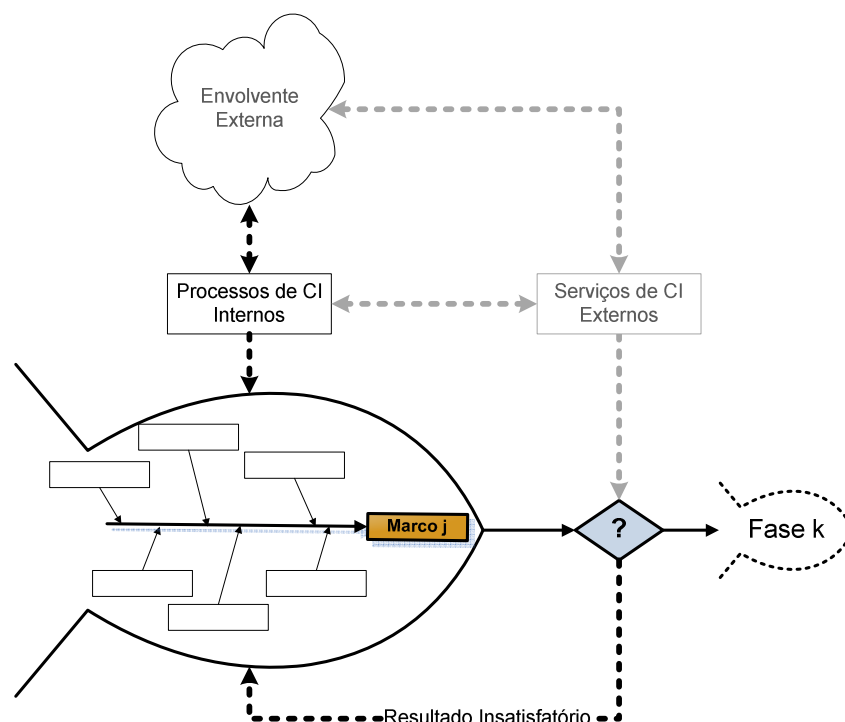 Envolvente
Externa
Processos de CI
Internos
Serviços de CI
Externos
Marco j
?
Fase k
Resultado Insatisfatório